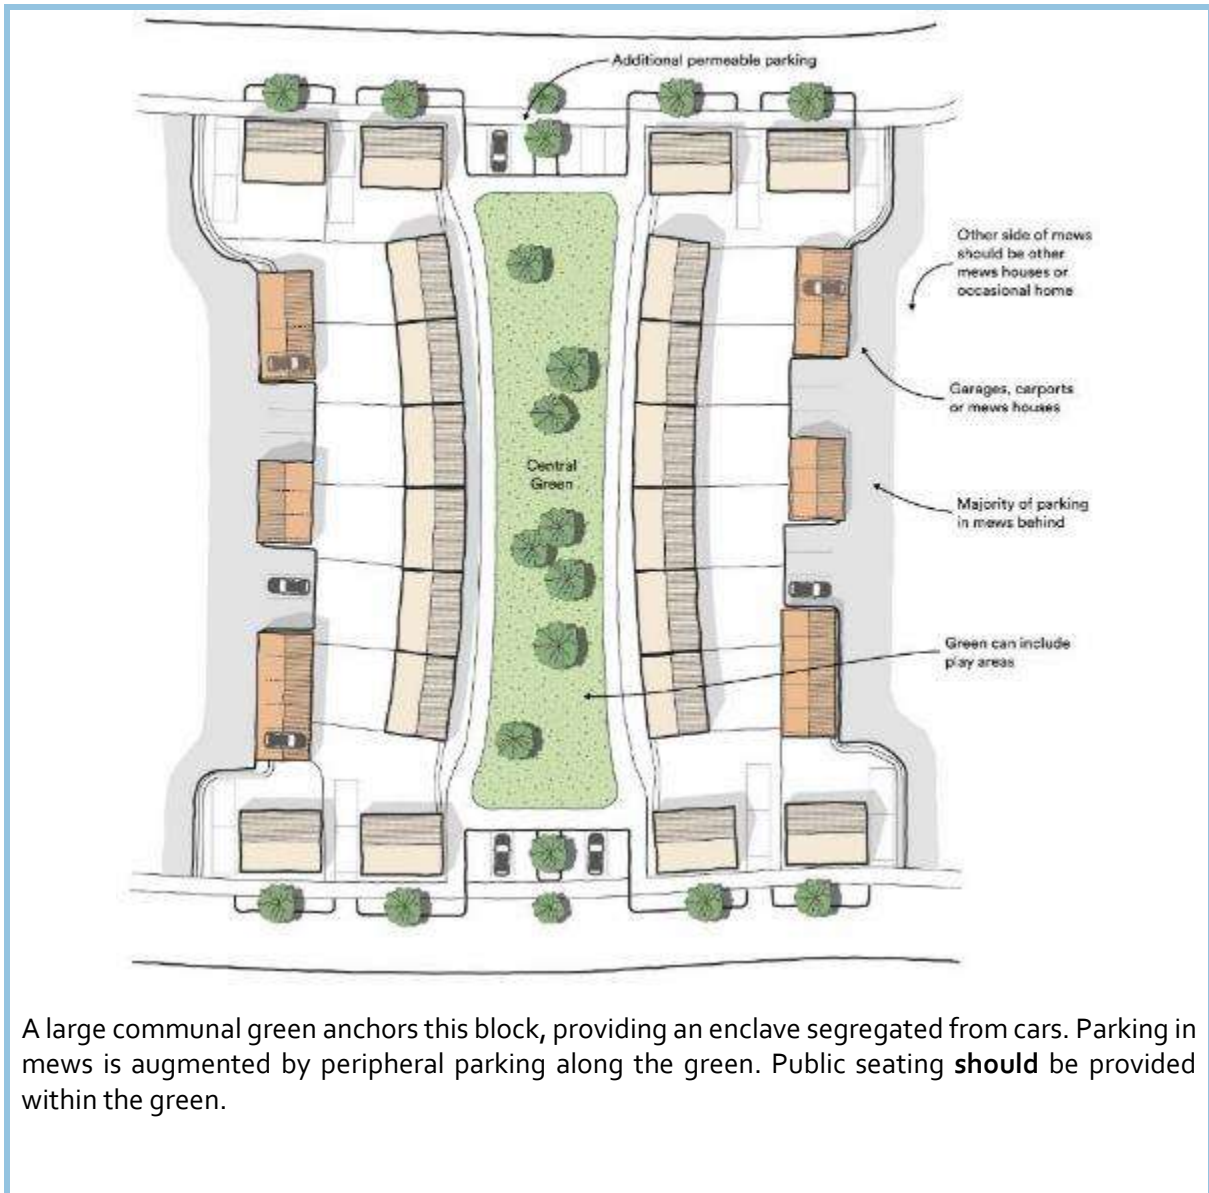 Additional permeable parking
Other side of mews
should be other
mews houses or
occasional home
Garages, carports
or mews houses
Central
Green
Majority of parking
in mews behind
Green can include
play areas
A large communal green anchors this block, providing an enclave segregated from cars. Parking in
mews is augmented by peripheral parking along the green. Public seating should be provided
within the green.